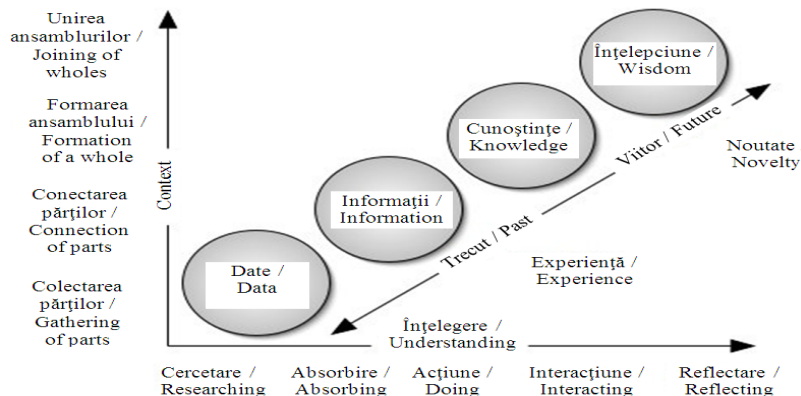 Unirea
ansamblurilor /
Joining of
wholes
Formarea
ansamblului /
Formation
of a whole
Conectarea
părţilor /
Connection
of parts
Colectarea
părţilor /
Gathering
of parts
Context
Înţelepciune /
Wisdom
Cunoştinţe /
Knowledge
Informaţii /
Information
Date /
Data
Viitor / Future
Trecut / Past
Noutate /
Novelty
Experienţă /
Experience
Înţelegere /
Understanding
Cercetare /
Researching
Absorbire /
Absorbing
Acţiune /
Doing
Interacţiune /
Interacting
Reflectare /
Reflecting